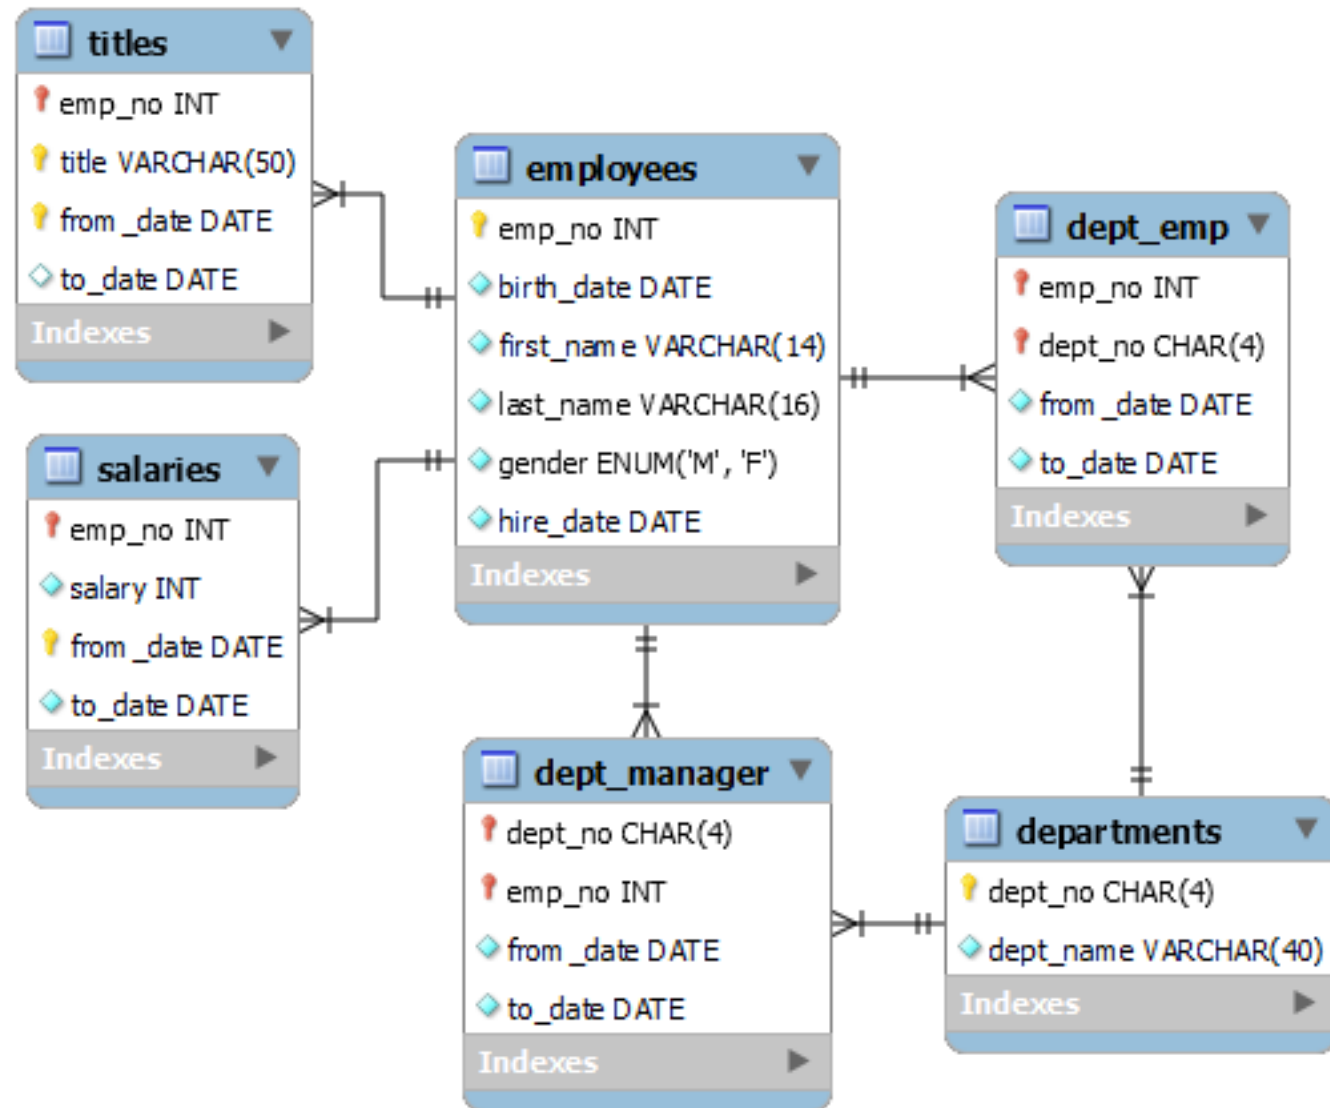 titles
emp_no INT
title VARCHAR(50)
from_date DATE
to_date DATE
Indexes
employees
emp_no INT
birth_date DATE
first_name VARCHAR(14)
last_name VARCHAR(16)
gender ENUM('M', 'F')
hire_date DATE
Indexes
dept_emp
emp_no INT
dept_no CHAR(4)
from_date DATE
to_date DATE
Indexes
salaries
emp_no INT
salary INT
from_date DATE
to_date DATE
Indexes
dept_manager
dept_no CHAR(4)
emp_no INT
from_date DATE
to_date DATE
Indexes
departments
dept_no CHAR(4)
dept_name VARCHAR(40)
Indexes